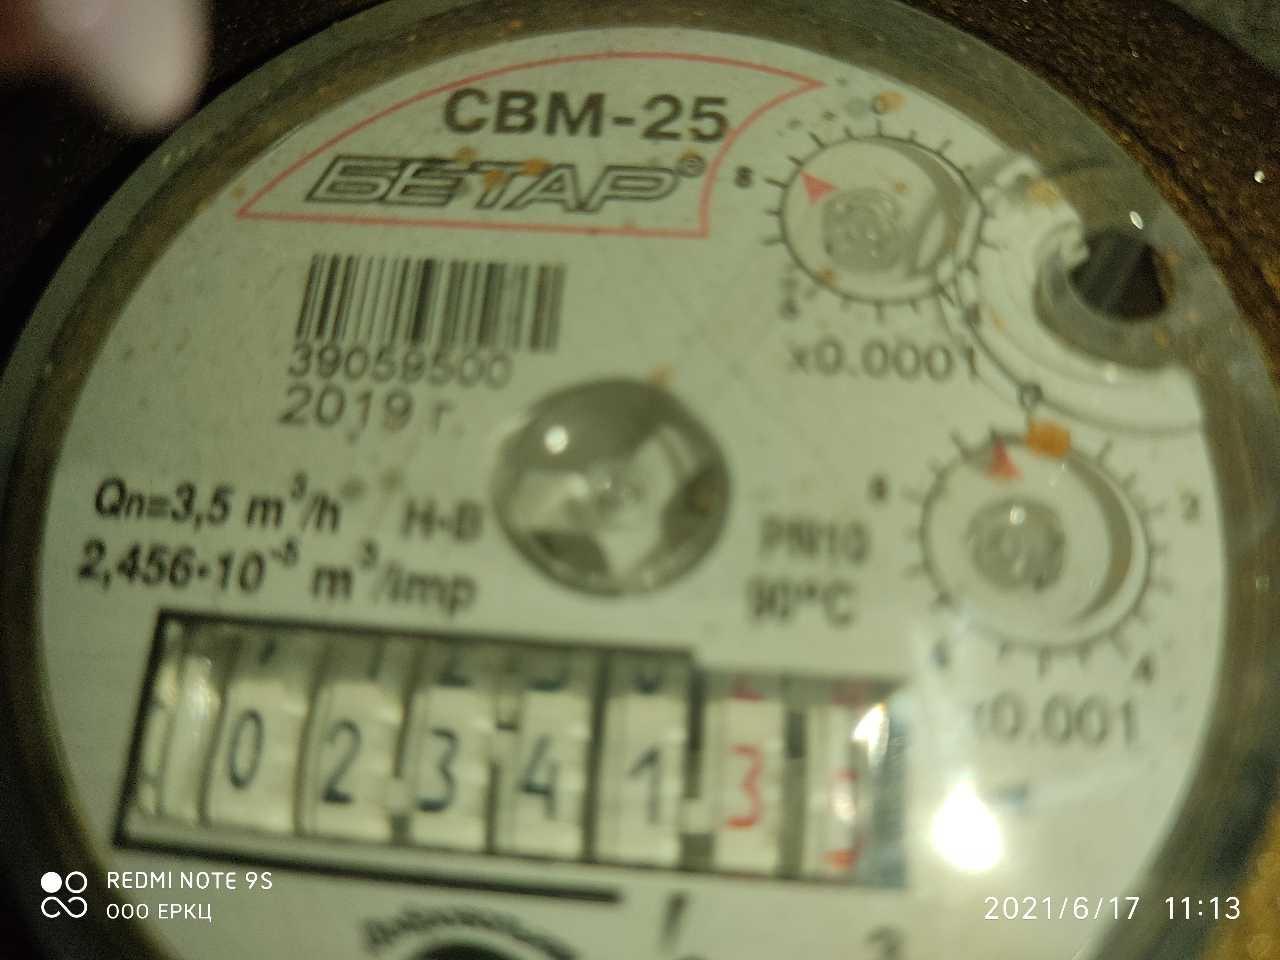 СВМ-25
БЕТАР®
39059500
2019 г.
Qn=3,5 m³/h H-B
2,456·10⁻⁵ m³/imp
PN10
90°C
0 2 3 4 1 3
x0.0001
x0.001
REDMI NOTE 9S
ООО ЕРКЦ
2021/6/17 11:13